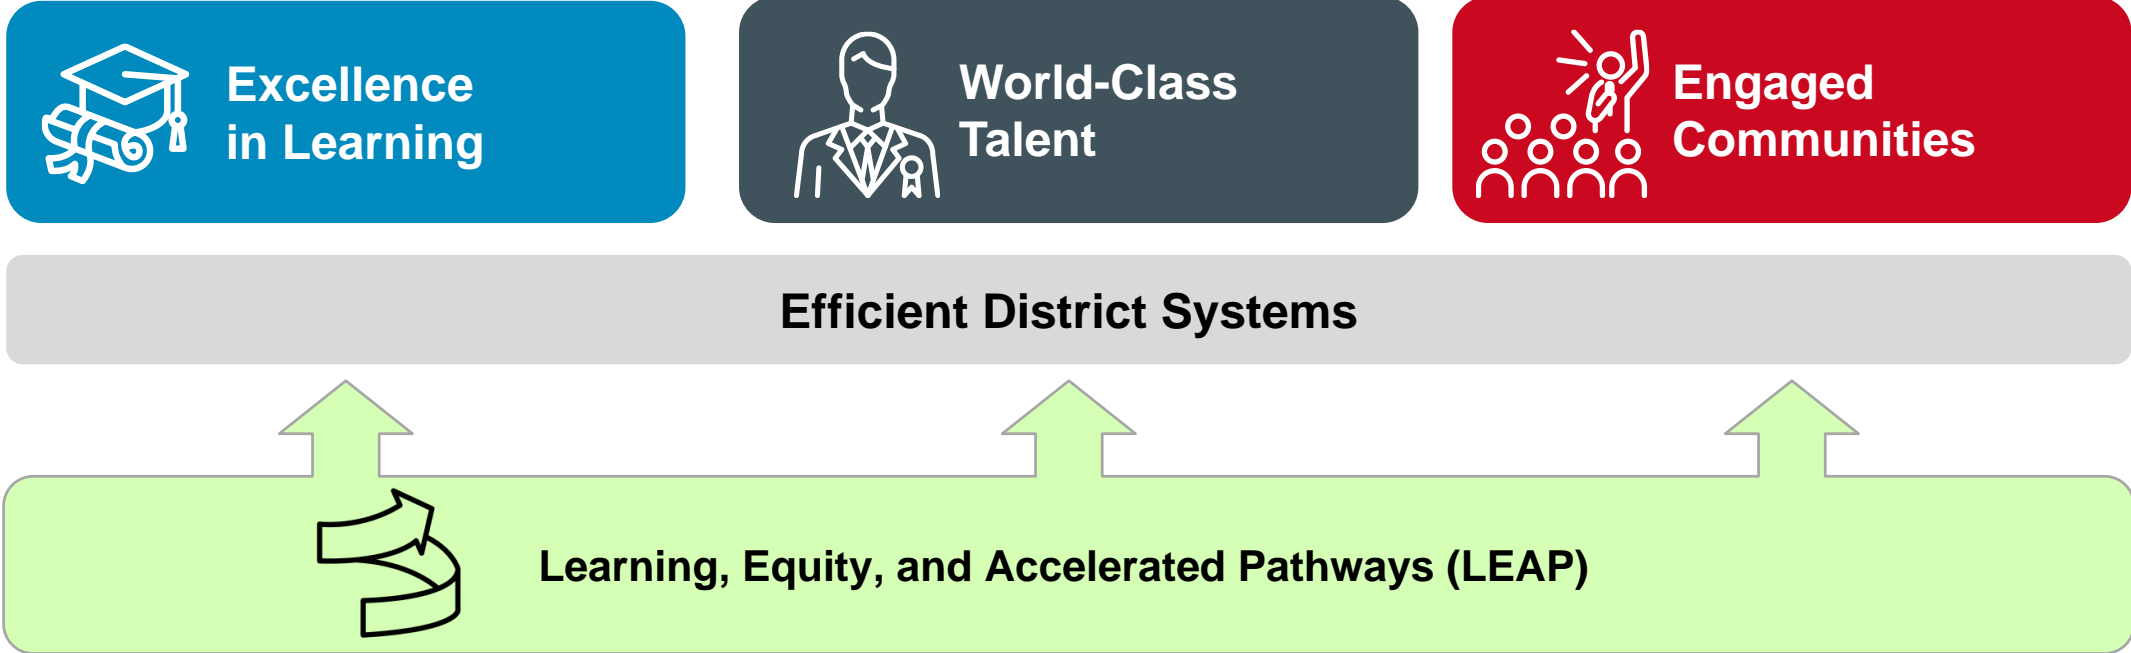 Excellence
in Learning
World-Class
Talent
Engaged
Communities
Efficient District Systems
Learning, Equity, and Accelerated Pathways (LEAP)